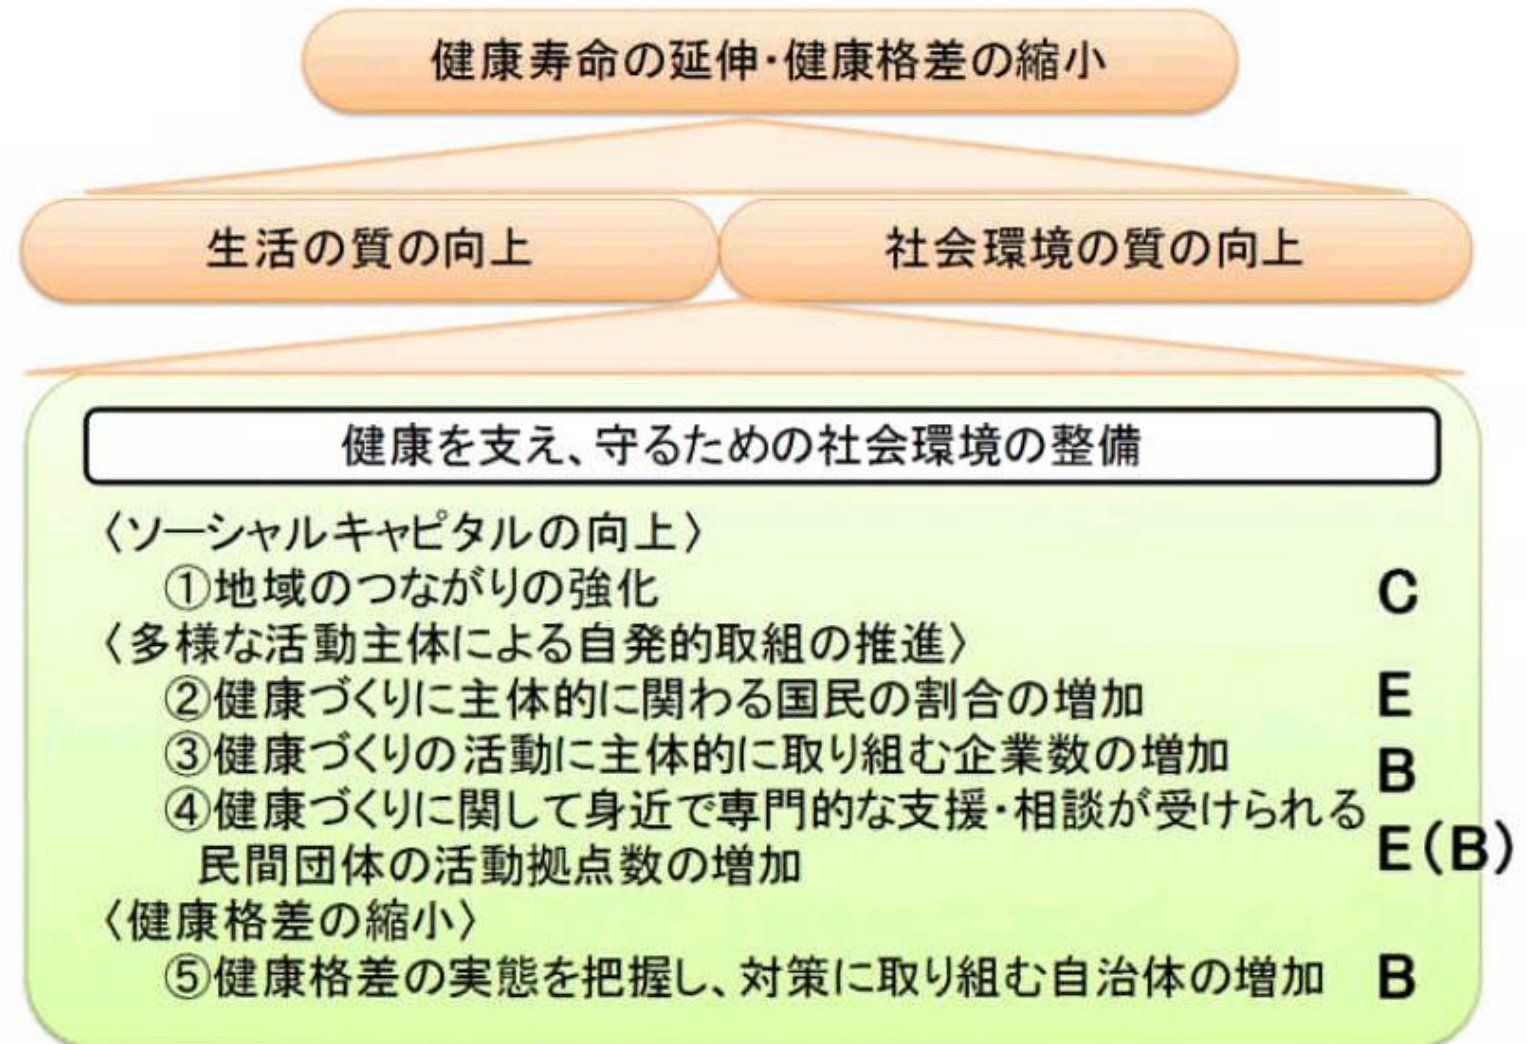 健康寿命の延伸・健康格差の縮小
生活の質の向上
社会環境の質の向上
健康を支え、守るための社会環境の整備
〈ソーシャルキャピタルの向上〉
①地域のつながりの強化 C
〈多様な活動主体による自発的取組の推進〉
②健康づくりに主体的に関わる国民の割合の増加 E
③健康づくりの活動に主体的に取り組む企業数の増加 B
④健康づくりに関して身近で専門的な支援・相談が受けられる
民間団体の活動拠点数の増加 E(B)
〈健康格差の縮小〉
⑤健康格差の実態を把握し、対策に取り組む自治体の増加 B